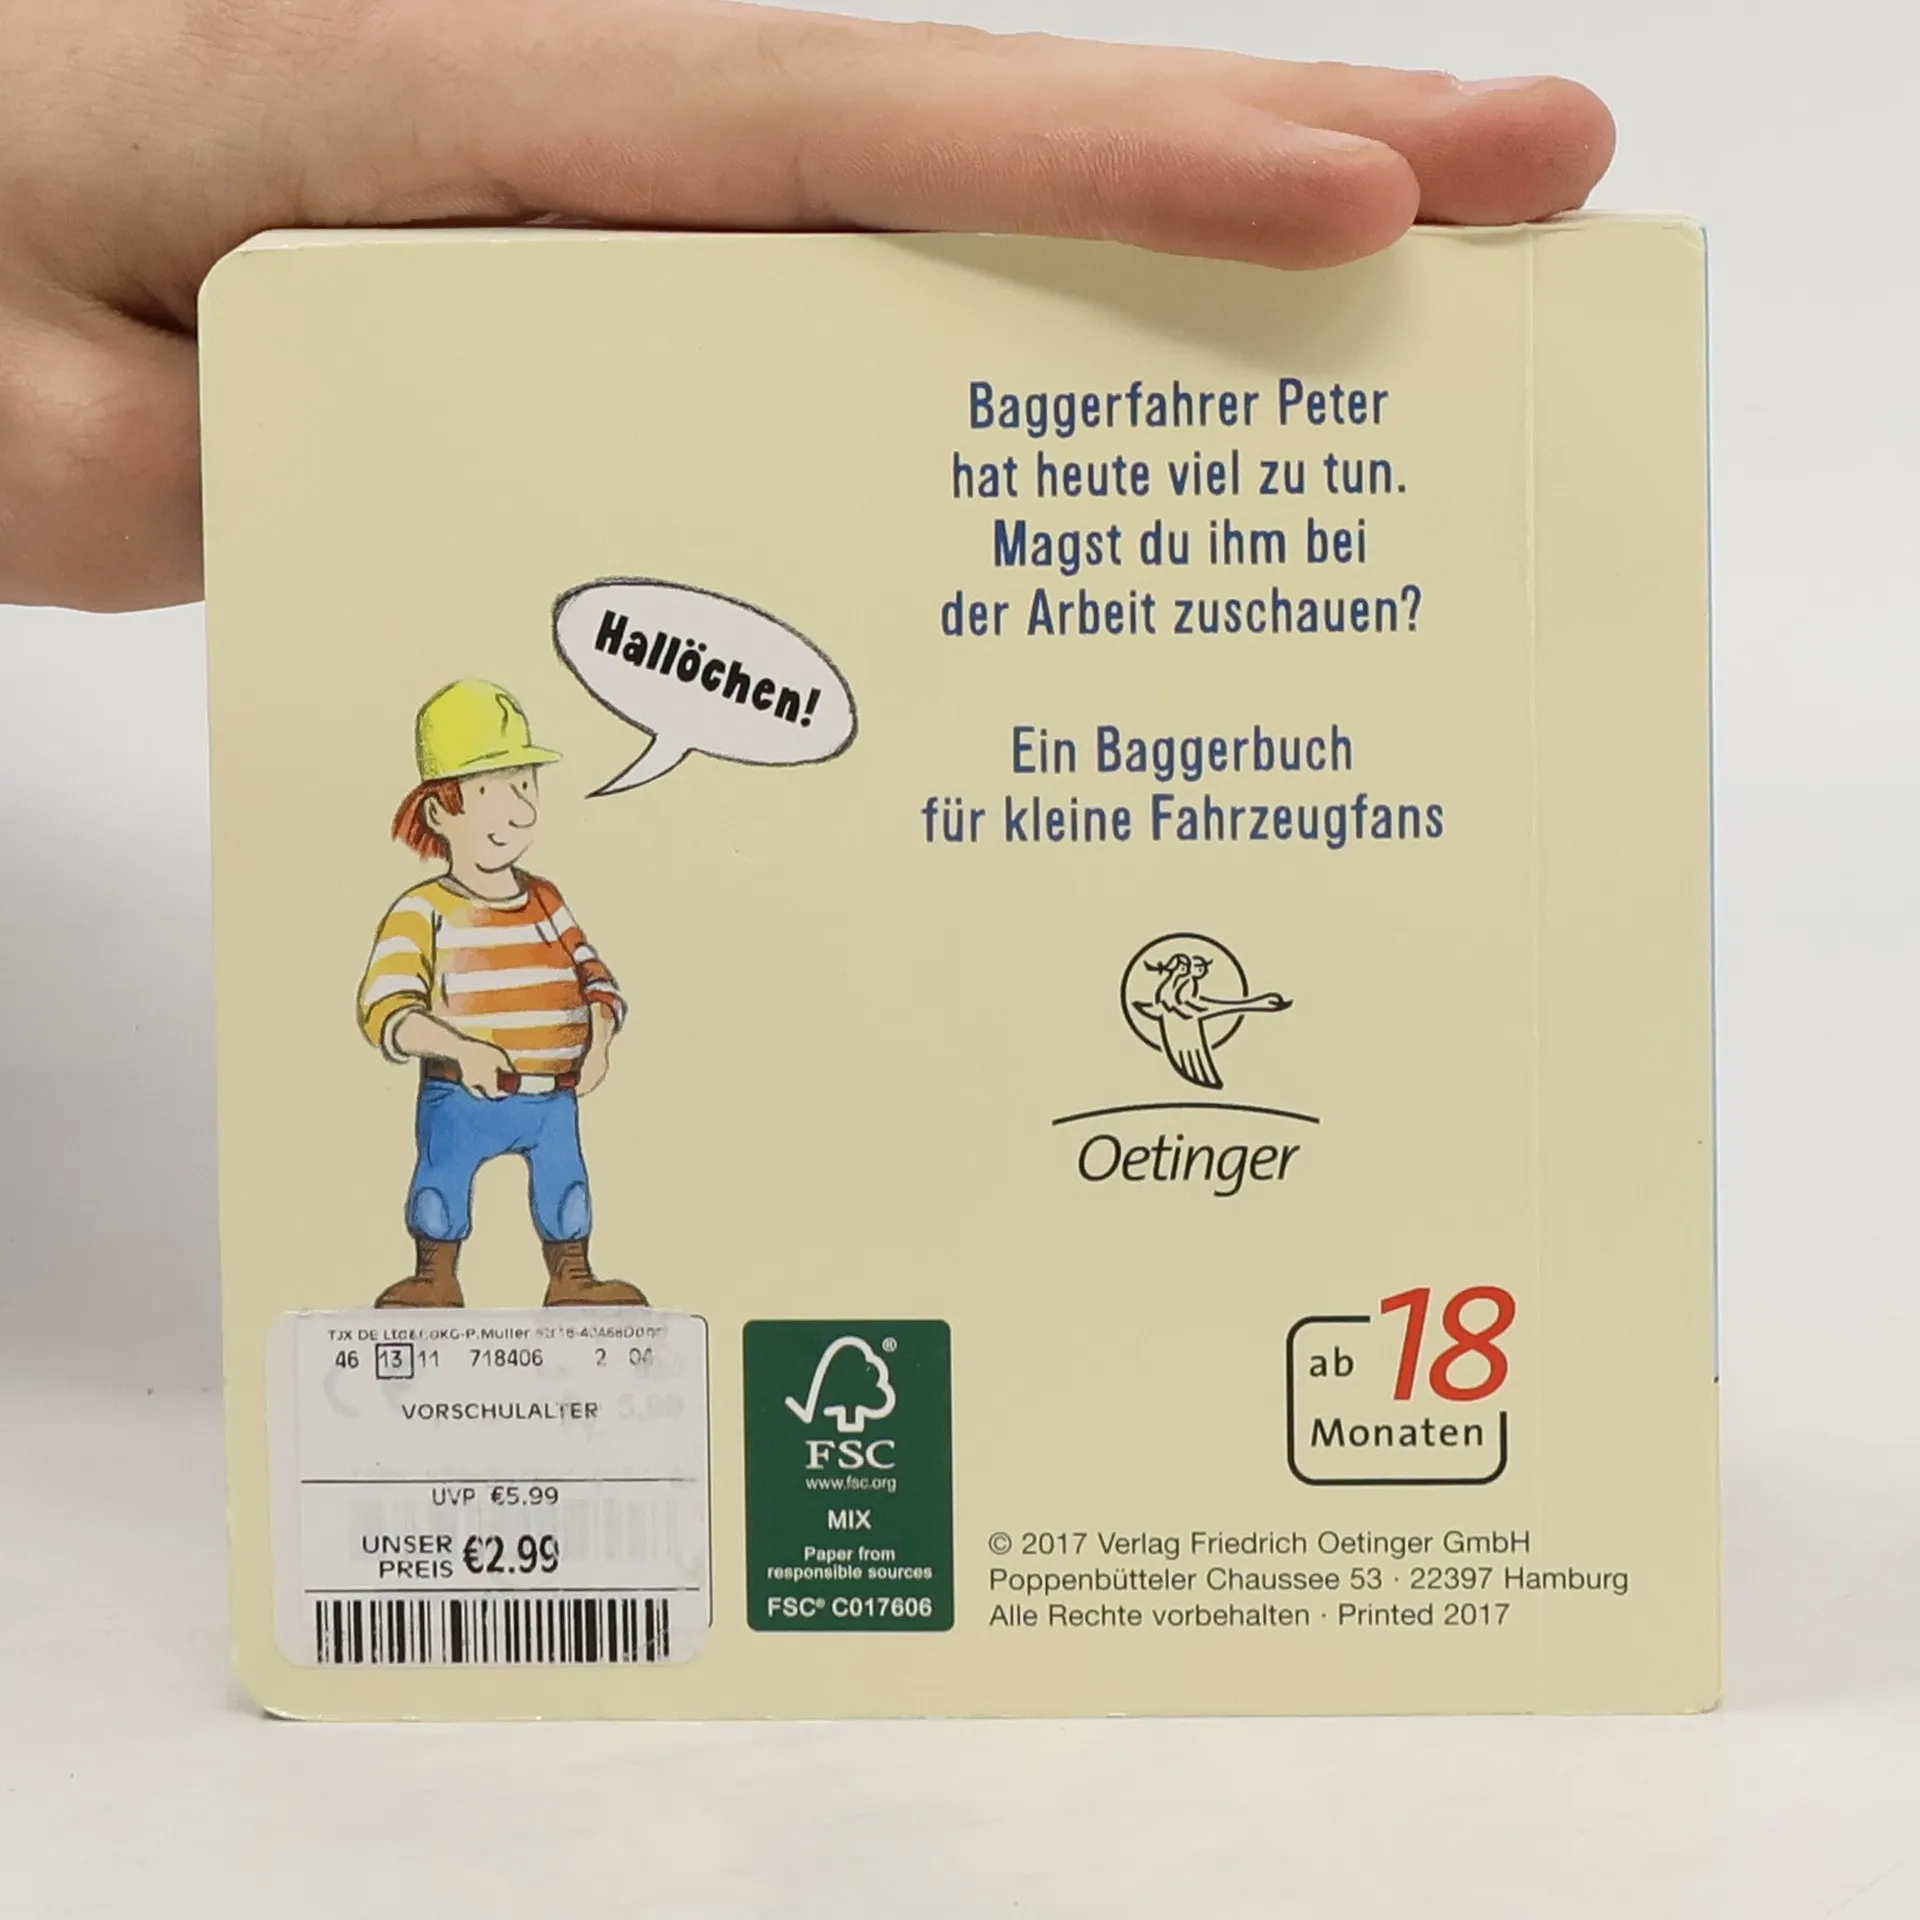 Baggerfahrer Peter
hat heute viel zu tun.
Magst du ihm bei
der Arbeit zuschauen?
Hallöchen!
Ein Baggerbuch
für kleine Fahrzeugfans
Oetinger
ab 18
Monaten
TJX DE
46 13 11 718406 2 04
VORSCHULALTER
UVP €5.99
UNSER
PREIS €2.99
FSC
www.fsc.org
MIX
Paper from
responsible sources
FSC® C017606
© 2017 Verlag Friedrich Oetinger GmbH
Poppenbütteler Chaussee 53 · 22397 Hamburg
Alle Rechte vorbehalten · Printed 2017